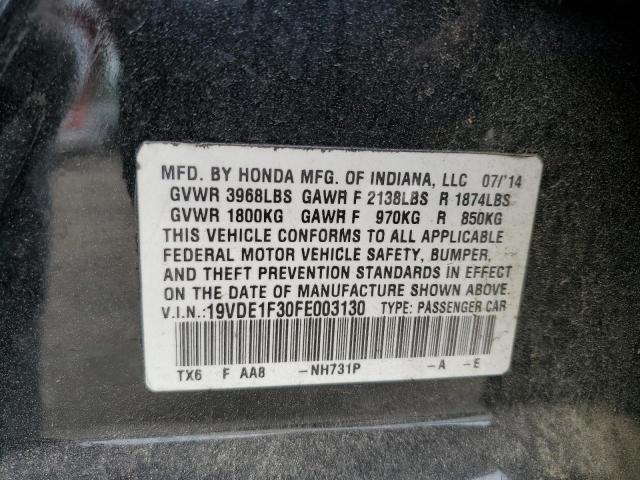 MFD. BY HONDA MFG. OF INDIANA, LLC 07/'14
GVWR 3968LBS GAWR F 2138LBS R 1874LBS
GVWR 1800KG GAWR F 970KG R 850KG
THIS VEHICLE CONFORMS TO ALL APPLICABLE
FEDERAL MOTOR VEHICLE SAFETY, BUMPER,
AND THEFT PREVENTION STANDARDS IN EFFECT
ON THE DATE OF MANUFACTURE SHOWN ABOVE.
V.I.N.:19VDE1F30FE003130 TYPE: PASSENGER CAR
TX6 F AA8 -NH731P -A -E